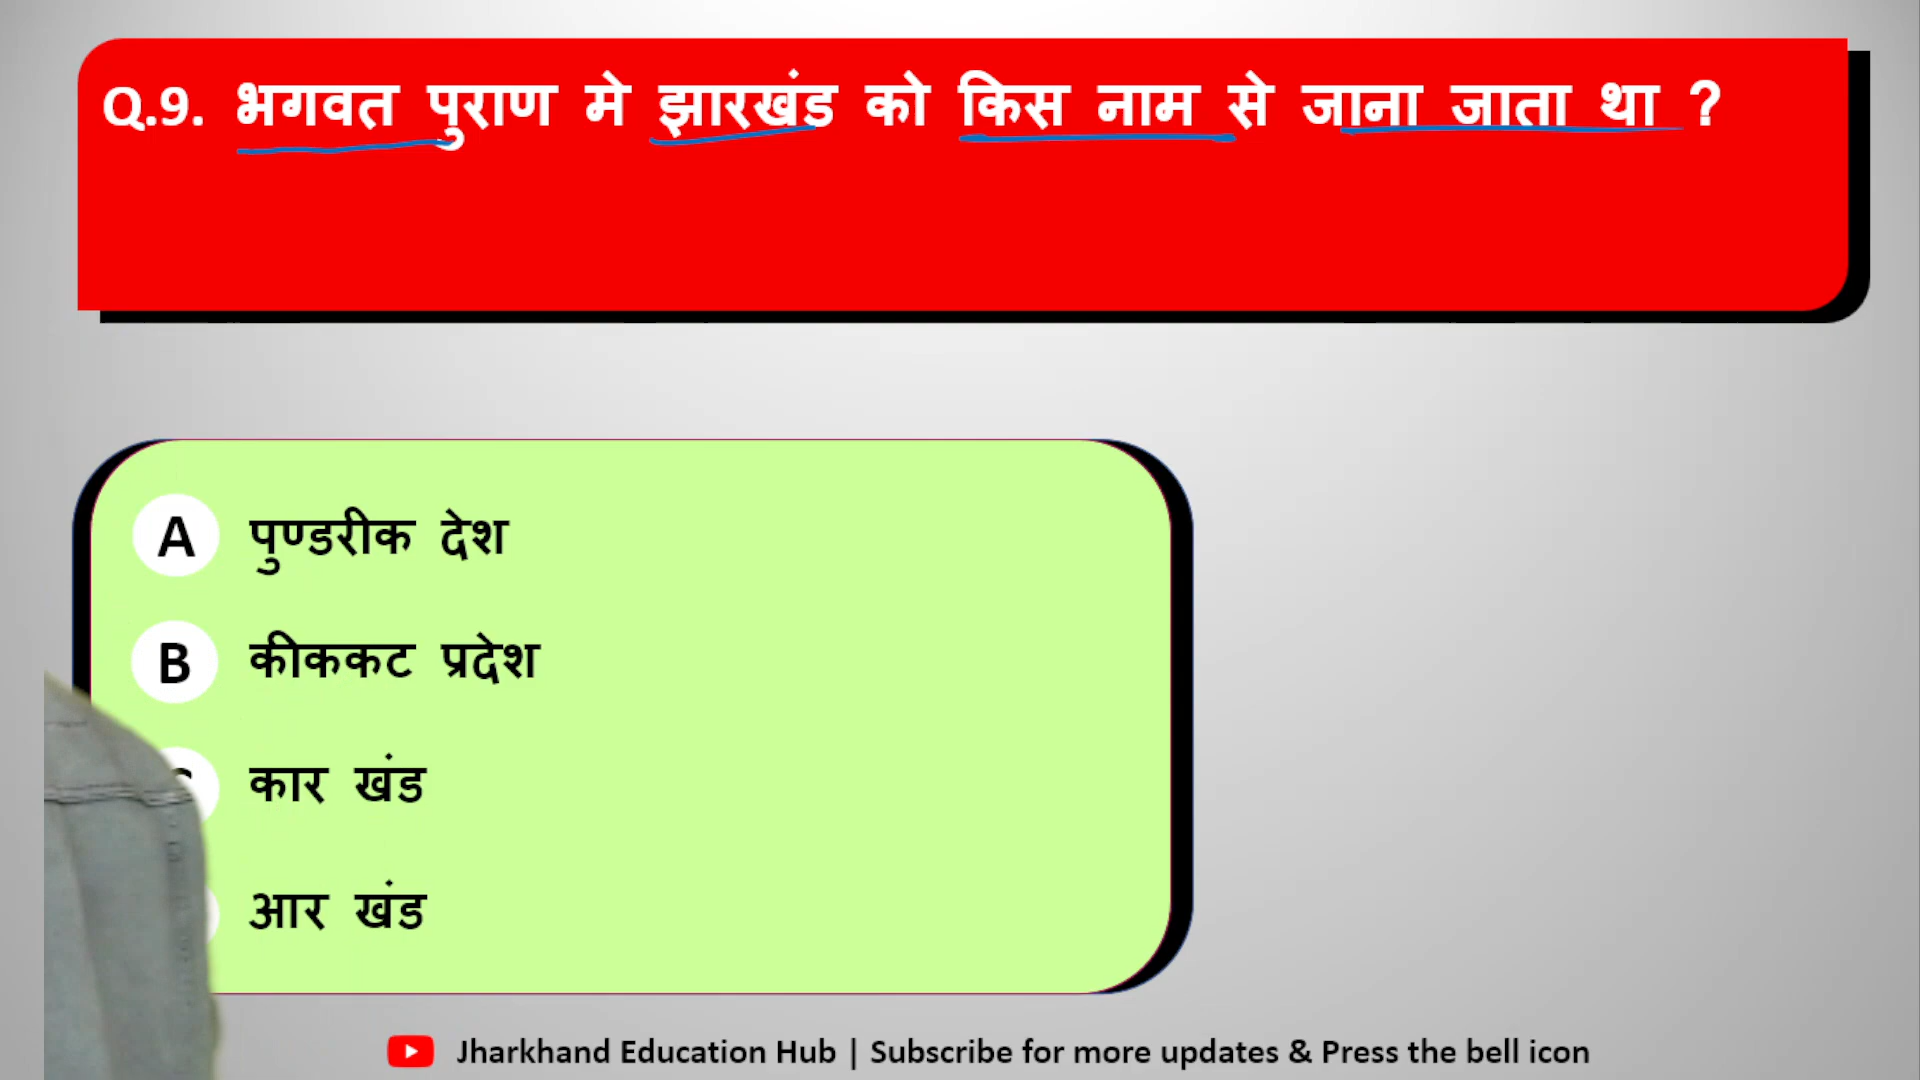 Q.9. भगवत पुराण मे झारखंड को किस नाम से जाना जाता था ?
A पुण्डरीक देश
B कीककट प्रदेश
कार खंड
आर खंड
Jharkhand Education Hub | Subscribe for more updates & Press the bell icon